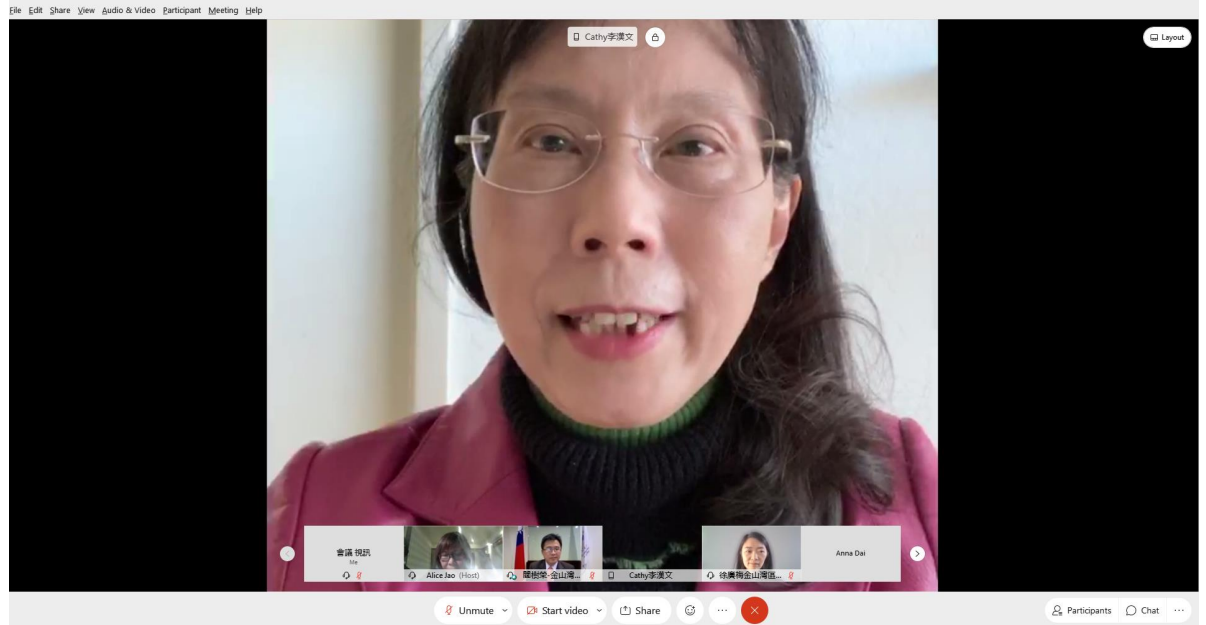 File Edit Share View Audio & Video Participant Meeting Help
Cathy李漢文
Layout
會議 視訊
Me
Alice Jao (Host)
Cathy李漢文
Anna Dai
Unmute
Start video
Share
Participants
Chat